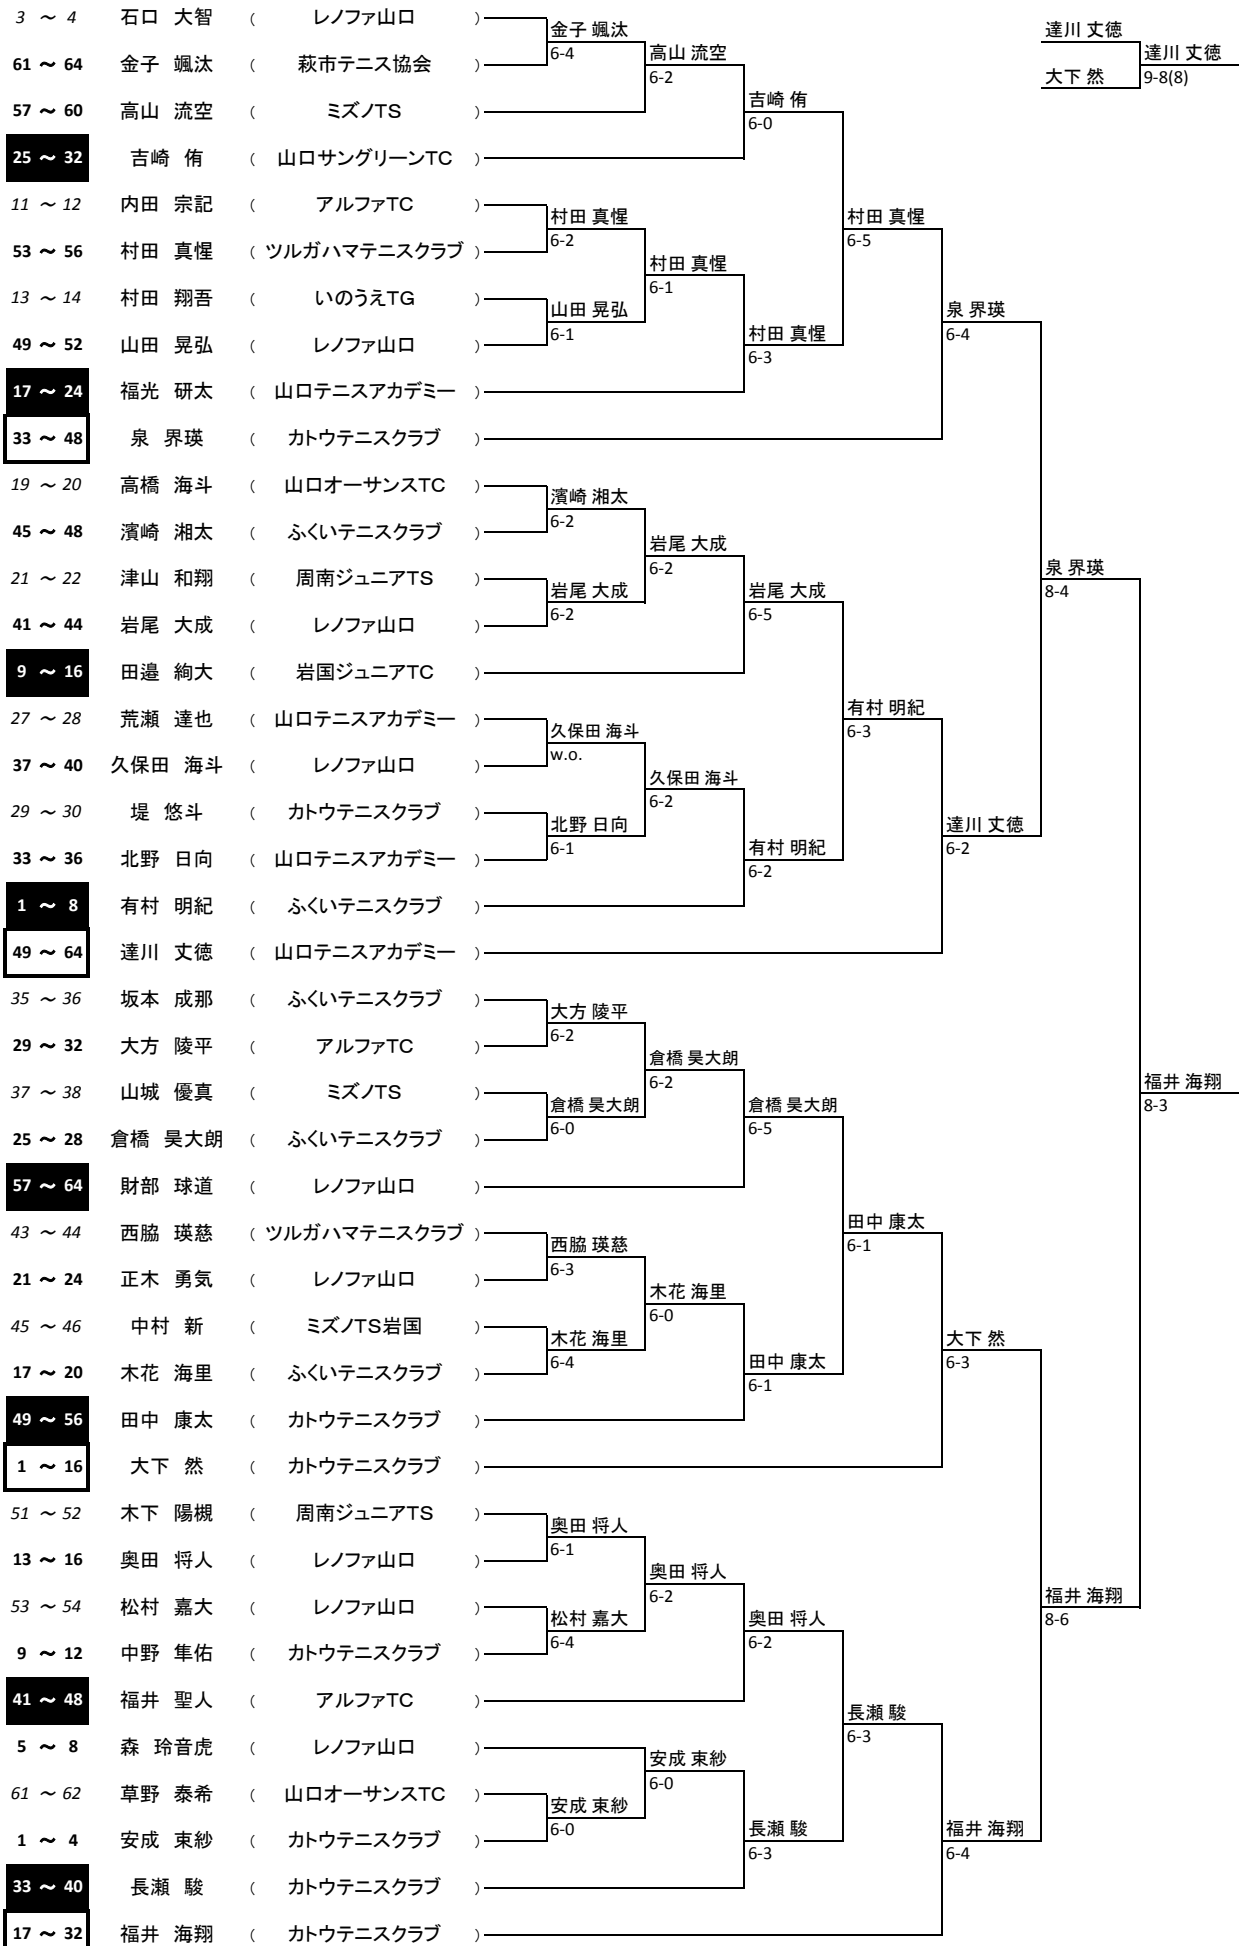 3 ～ 4 石口 大智 ( レノファ山口 )
61 ～ 64 金子 颯汰 ( 萩市テニス協会 )
57 ～ 60 高山 流空 ( ミズノTS )
25 ～ 32 吉崎 侑 ( 山口サングリーンTC )
11 ～ 12 内田 宗記 ( アルファTC )
53 ～ 56 村田 真惺 ( ツルガハマテニスクラブ )
13 ～ 14 村田 翔吾 ( いのうえTG )
49 ～ 52 山田 晃弘 ( レノファ山口 )
17 ～ 24 福光 研太 ( 山口テニスアカデミー )
33 ～ 48 泉 界瑛 ( カトウテニスクラブ )
19 ～ 20 高橋 海斗 ( 山口オーサンスTC )
45 ～ 48 濱崎 湘太 ( ふくいテニスクラブ )
21 ～ 22 津山 和翔 ( 周南ジュニアTS )
41 ～ 44 岩尾 大成 ( レノファ山口 )
9 ～ 16 田邉 絢大 ( 岩国ジュニアTC )
27 ～ 28 荒瀬 達也 ( 山口テニスアカデミー )
37 ～ 40 久保田 海斗 ( レノファ山口 )
29 ～ 30 堤 悠斗 ( カトウテニスクラブ )
33 ～ 36 北野 日向 ( 山口テニスアカデミー )
1 ～ 8 有村 明紀 ( ふくいテニスクラブ )
49 ～ 64 達川 丈徳 ( 山口テニスアカデミー )
35 ～ 36 坂本 成那 ( ふくいテニスクラブ )
29 ～ 32 大方 陵平 ( アルファTC )
37 ～ 38 山城 優真 ( ミズノTS )
25 ～ 28 倉橋 昊大朗 ( ふくいテニスクラブ )
57 ～ 64 財部 球道 ( レノファ山口 )
43 ～ 44 西脇 瑛慈 ( ツルガハマテニスクラブ )
21 ～ 24 正木 勇気 ( レノファ山口 )
45 ～ 46 中村 新 ( ミズノTS岩国 )
17 ～ 20 木花 海里 ( ふくいテニスクラブ )
49 ～ 56 田中 康太 ( カトウテニスクラブ )
1 ～ 16 大下 然 ( カトウテニスクラブ )
51 ～ 52 木下 陽槻 ( 周南ジュニアTS )
13 ～ 16 奥田 将人 ( レノファ山口 )
53 ～ 54 松村 嘉大 ( レノファ山口 )
9 ～ 12 中野 隼佑 ( カトウテニスクラブ )
41 ～ 48 福井 聖人 ( アルファTC )
5 ～ 8 森 玲音虎 ( レノファ山口 )
61 ～ 62 草野 泰希 ( 山口オーサンスTC )
1 ～ 4 安成 東紗 ( カトウテニスクラブ )
33 ～ 40 長瀬 駿 ( カトウテニスクラブ )
17 ～ 32 福井 海翔 ( カトウテニスクラブ )
金子 颯汰
6-4
村田 真惺
6-2
山田 晃弘
6-1
濱崎 湘太
6-2
岩尾 大成
6-2
久保田 海斗
w.o.
北野 日向
6-1
大方 陵平
6-2
倉橋 昊大朗
6-0
西脇 瑛慈
6-3
木花 海里
6-4
奥田 将人
6-1
松村 嘉大
6-4
安成 東紗
6-0
高山 流空
6-2
村田 真惺
6-1
岩尾 大成
6-2
久保田 海斗
6-2
倉橋 昊大朗
6-2
木花 海里
6-0
奥田 将人
6-2
安成 東紗
6-0
吉崎 侑
6-0
村田 真惺
6-3
岩尾 大成
6-5
有村 明紀
6-2
倉橋 昊大朗
6-5
田中 康太
6-1
奥田 将人
6-2
長瀬 駿
6-3
村田 真惺
6-5
有村 明紀
6-3
田中 康太
6-1
長瀬 駿
6-3
泉 界瑛
6-4
達川 丈徳
6-2
大下 然
6-3
福井 海翔
6-4
泉 界瑛
8-4
福井 海翔
8-6
福井 海翔
8-3
達川 丈徳
大下 然
達川 丈徳
9-8(8)